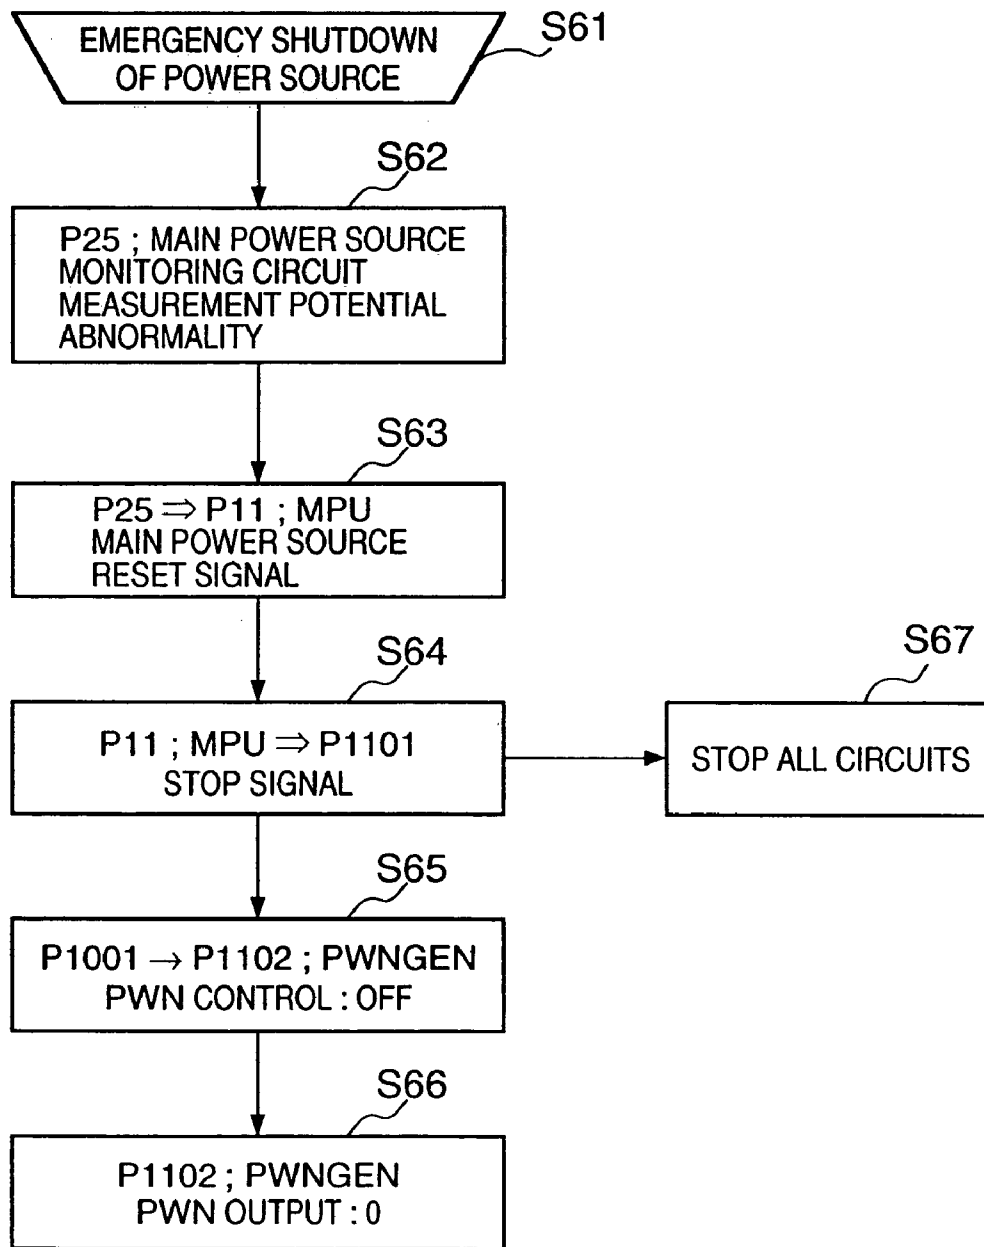 EMERGENCY SHUTDOWN
OF POWER SOURCE
S61
S62
P25 ; MAIN POWER SOURCE
MONITORING CIRCUIT
MEASUREMENT POTENTIAL
ABNORMALITY
S63
P25 ⇒ P11 ; MPU
MAIN POWER SOURCE
RESET SIGNAL
S64
P11 ; MPU ⇒ P1101
STOP SIGNAL
S67
STOP ALL CIRCUITS
S65
P1001 → P1102 ; PWNGEN
PWN CONTROL : OFF
S66
P1102 ; PWNGEN
PWN OUTPUT : 0